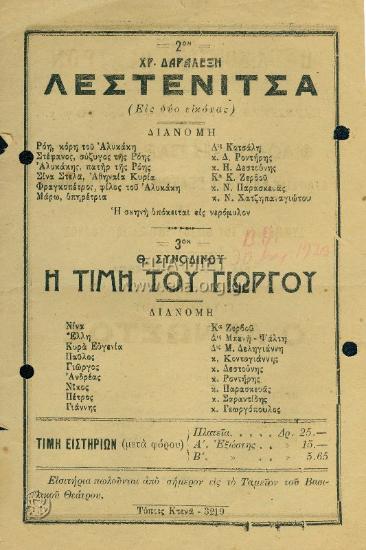 2ον
ΧΡ. ΔΑΡΑΛΕΞΗ
ΛΕΣΤΕΝΙΤΣΑ
(Εἰς δύο εἰκόνας)
ΔΙΑΝΟΜΗ
Ρόη, κόρη τοῦ Ἀλυκάκη Δὶς Κοτσάλη
Στέφανος, σύζυγος τῆς Ρόης κ. Δ. Ροντήρης
Ἀλυκάκης, πατὴρ τῆς Ρόης κ. Η. Δεστούνης
Σίνα Στέλα, Ἀθηναία Κυρία Κα Κ. Ζερβοῦ
Φραγκοπέτρος, φίλος τοῦ Ἀλυκάκη κ. Ν. Παρασκευᾶς
Μάρω, ὑπηρέτρια κ. Ν. Χατζηπαναγιώτου
Ἡ σκηνὴ ὑπόκειται εἰς νερόμυλον
3ον
Θ. ΣΥΝΟΔΙΝΟΥ
Η ΤΙΜΗ ΤΟΥ ΓΙΩΡΓΟΥ
ΔΙΑΝΟΜΗ
Νίνα Κα Ζερβοῦ
Ἕλλη Δὶς Μπενῆ-Ψάλτη
Κυρὰ Εὐγενία Δὶς Μ. Δεληγιάννη
Παῦλος κ. Κοντογιάννης
Γιῶργος κ. Δεστούνης
Ἀνδρέας κ. Ροντήρης
Νῖκος κ. Παρασκευᾶς
Πέτρος κ. Σαραντίδης
Γιάννης κ. Γεωργόπουλος
ΤΙΜΗ ΕΙΣΤΗΡΙΩΝ (μετὰ φόρου)
Πλατεῖα. . . . . Δρ. 25.—
Α΄. Ἐξώστης . . » 15.—
Β΄. » . . » 5.65
Εἰσιτήρια πωλοῦνται ἀπὸ σήμερον εἰς τὸ Ταμεῖον τοῦ Βασιλικοῦ Θεάτρου.
Τύποις Κτενᾶ - 3219